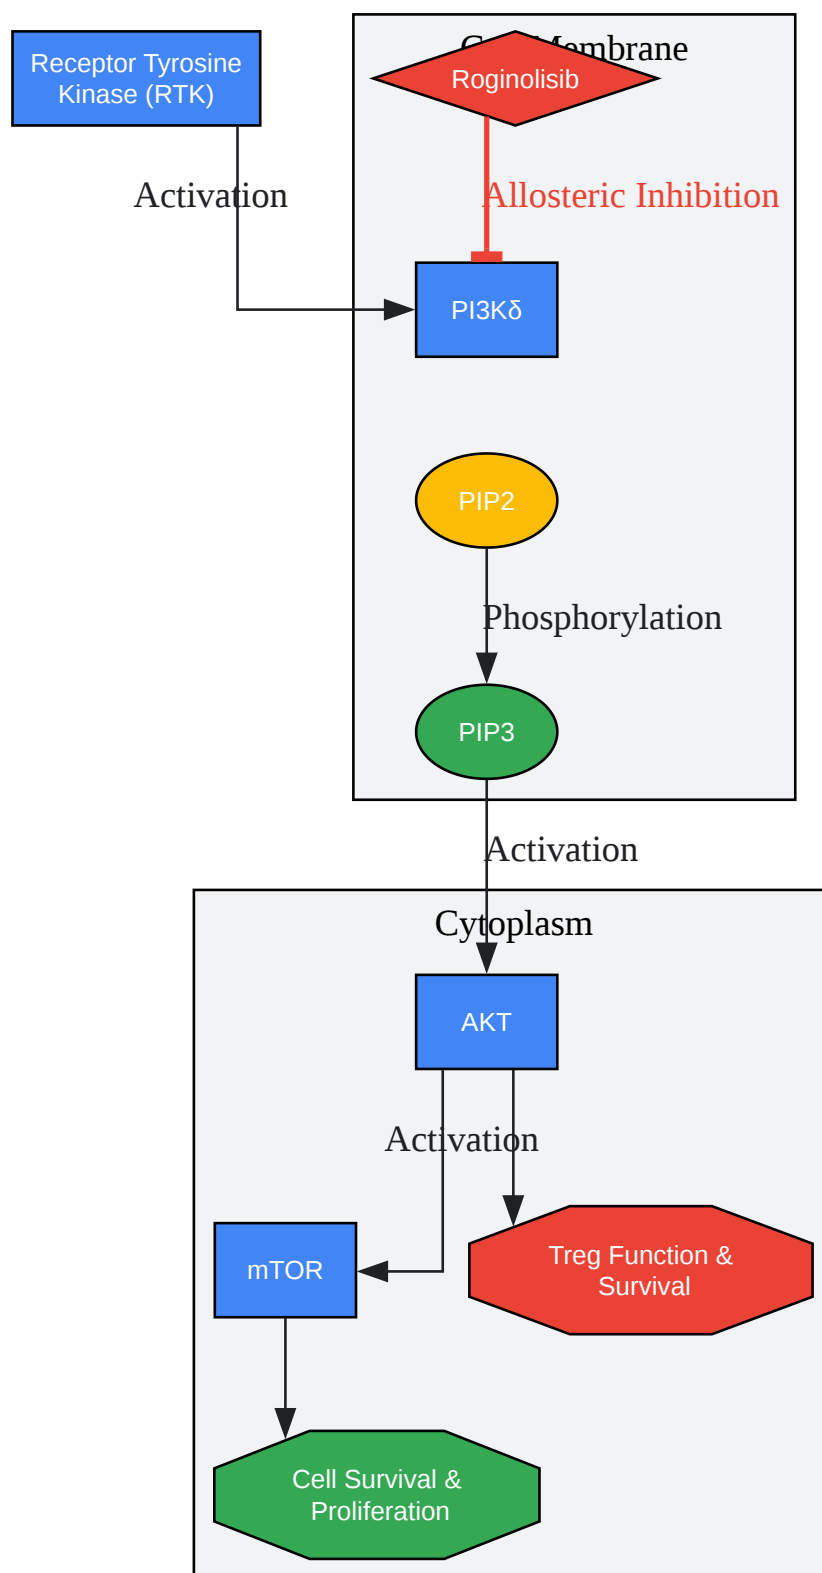 Receptor Tyrosine
Kinase (RTK)
Membrane
Roginolisib
Activation
Allosteric Inhibition
PI3Kδ
PIP2
Phosphorylation
PIP3
Activation
Cytoplasm
AKT
Activation
mTOR
Treg Function &
Survival
Cell Survival &
Proliferation